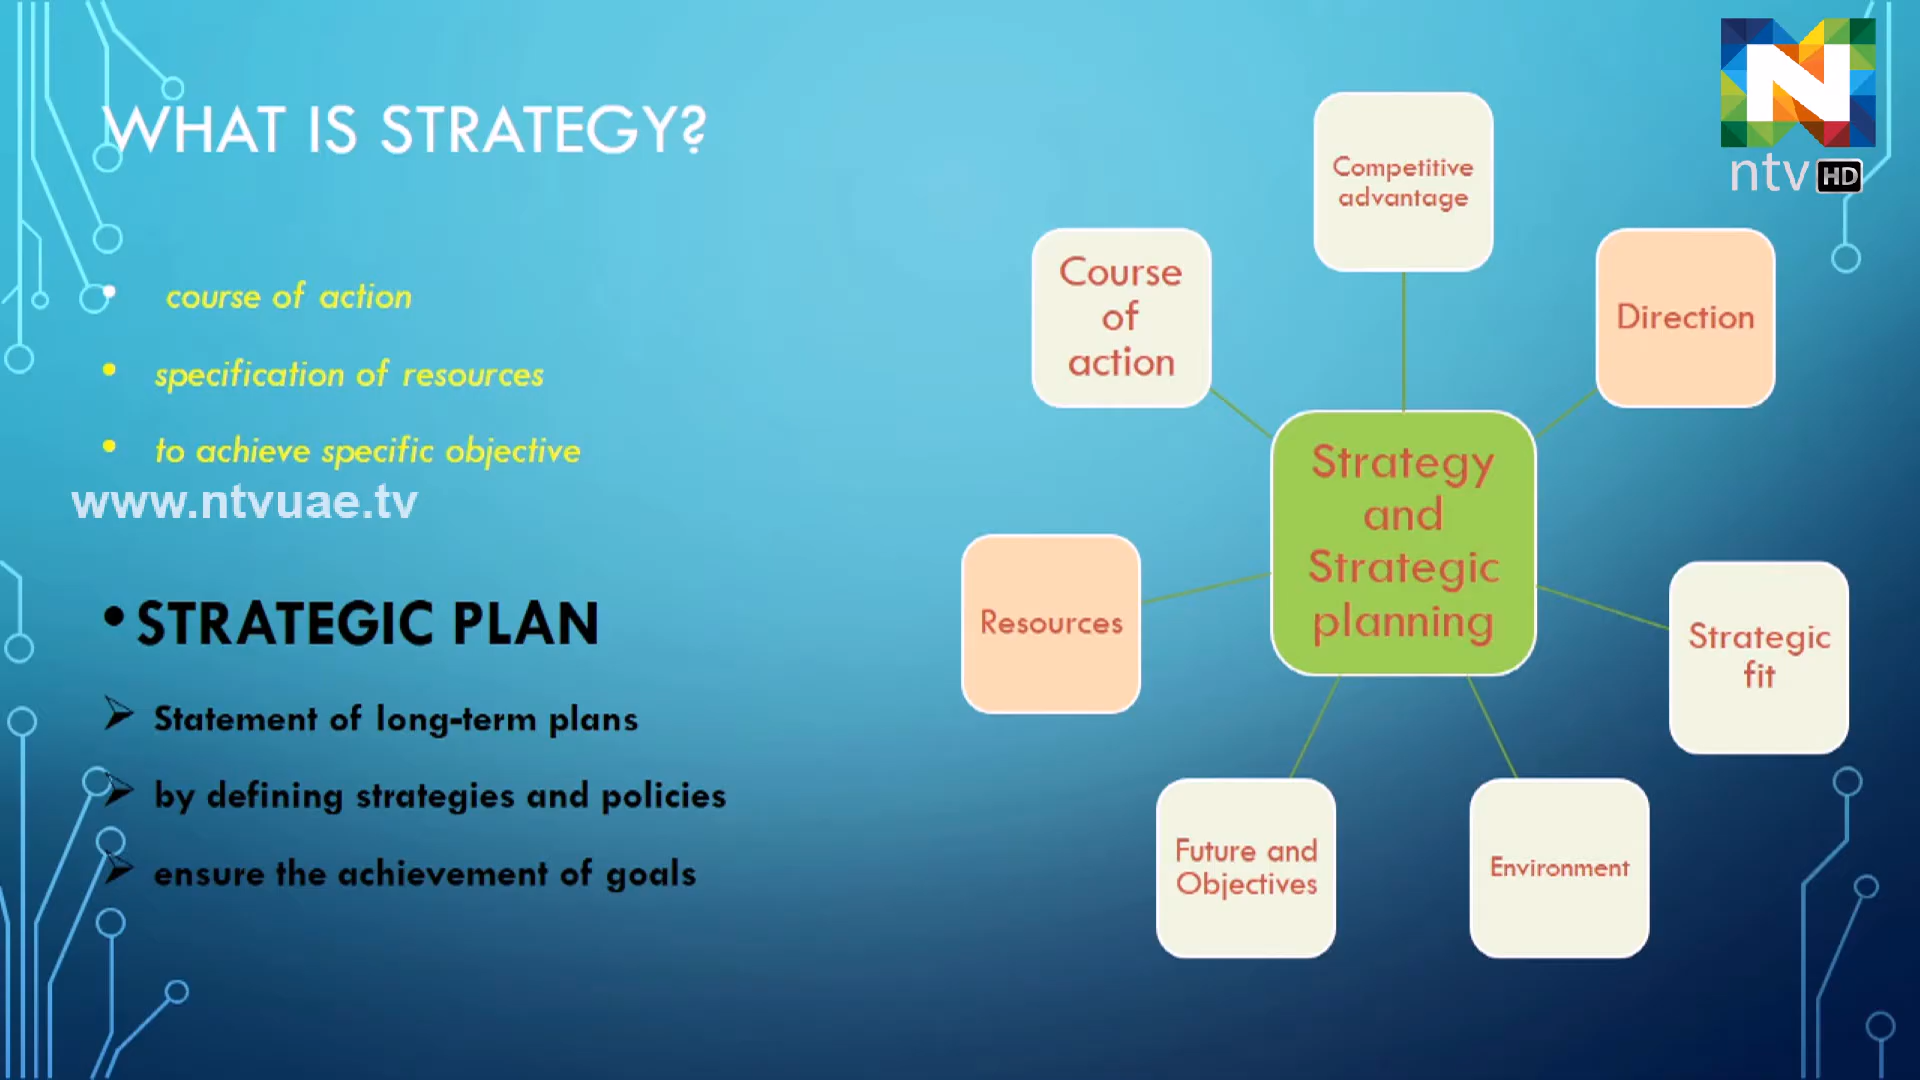 WHAT IS STRATEGY?
• course of action
• specification of resources
• to achieve specific objective
www.ntvuae.tv
• STRATEGIC PLAN
➢ Statement of long-term plans
➢ by defining strategies and policies
➢ ensure the achievement of goals
Competitive
advantage
Course
of
action
Direction
Strategy
and
Strategic
planning
Resources
Strategic
fit
Future and
Objectives
Environment
N
ntv HD